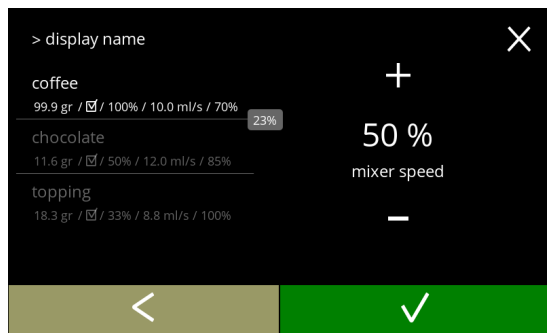 > display name
coffee
99.9 gr / ☑ / 100% / 10.0 ml/s / 70%
23%
chocolate
11.6 gr / ☑ / 50% / 12.0 ml/s / 85%
topping
18.3 gr / ☑ / 33% / 8.8 ml/s / 100%
+
50 %
mixer speed
−